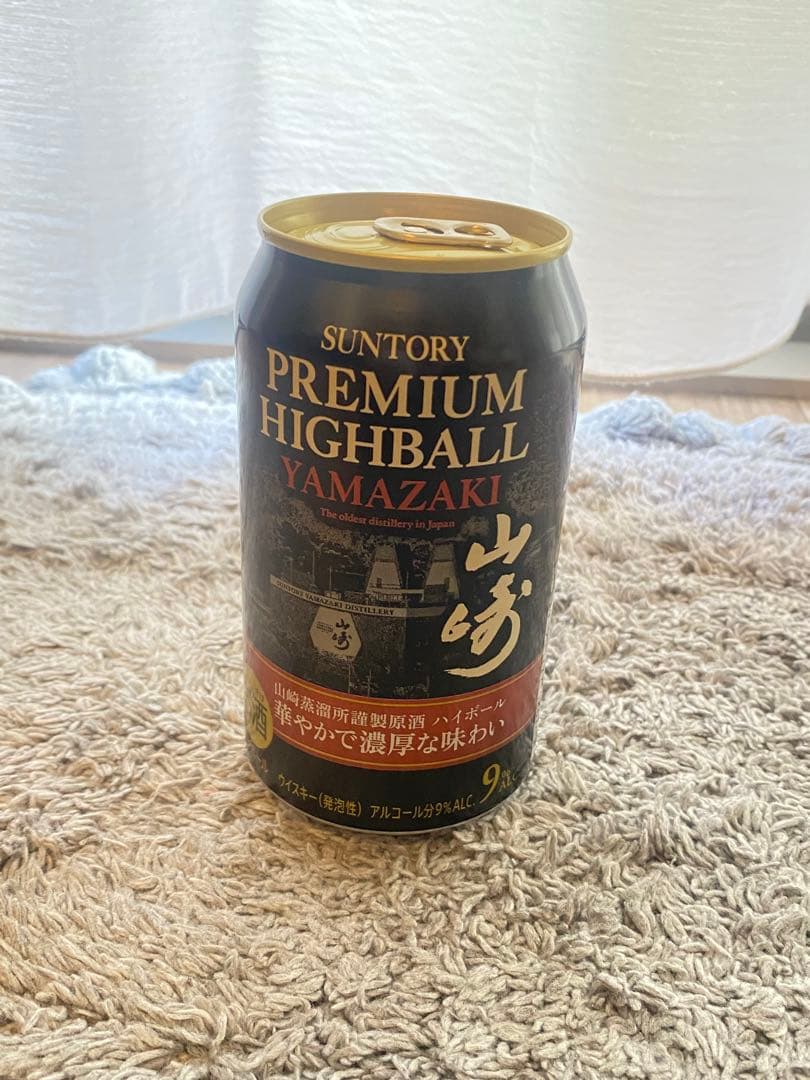 SUNTORY
PREMIUM
HIGHBALL
YAMAZAKI
The oldest distillery in Japan
山崎
SUNTORY YAMAZAKI DISTILLERY
山崎
山崎蒸溜所謹製原酒 ハイボール
華やかで濃厚な味わい
酒
ウイスキー(発泡性) アルコール分9%ALC.
9% ALC.